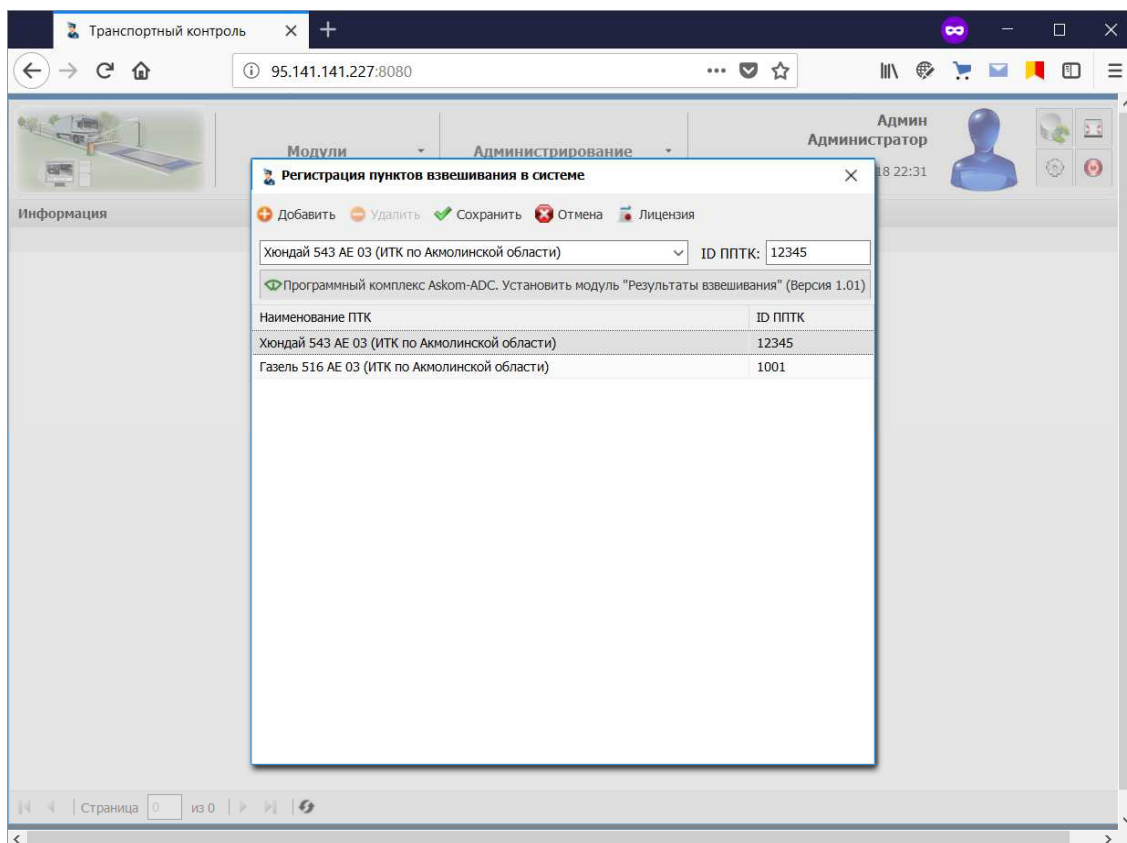 Транспортный контроль
95.141.141.227:8080
Админ
Администратор
Модули
Администрирование
18 22:31
Регистрация пунктов взвешивания в системе
Информация
Добавить Удалить Сохранить Отмена Лицензия
Хюндай 543 АЕ 03 (ИТК по Акмолинской области) ID ППТК: 12345
Программный комплекс Askom-ADC. Установить модуль "Результаты взвешивания" (Версия 1.01)
Наименование ПТК ID ППТК
Хюндай 543 АЕ 03 (ИТК по Акмолинской области) 12345
Газель 516 АЕ 03 (ИТК по Акмолинской области) 1001
Страница 0 из 0